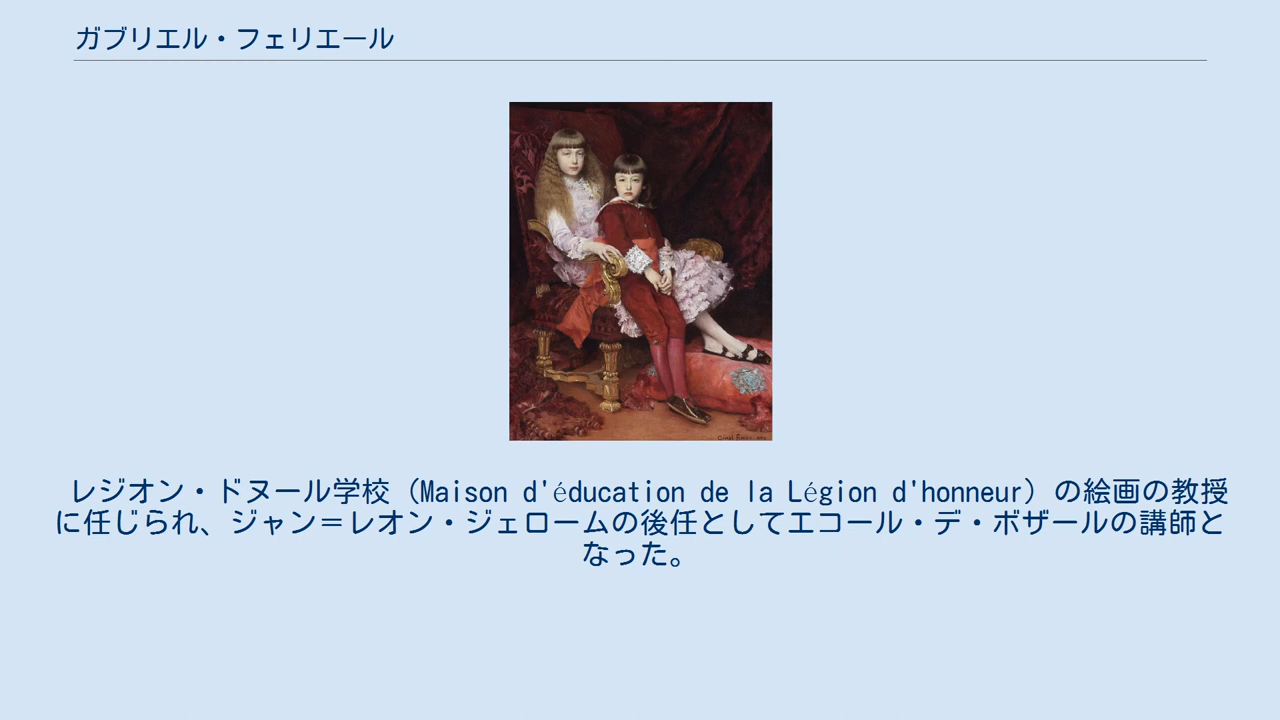 ガブリエル・フェリエール
レジオン・ドヌール学校（Maison d'éducation de la Légion d'honneur）の絵画の教授
に任じられ、ジャン＝レオン・ジェロームの後任としてエコール・デ・ボザールの講師と
なった。